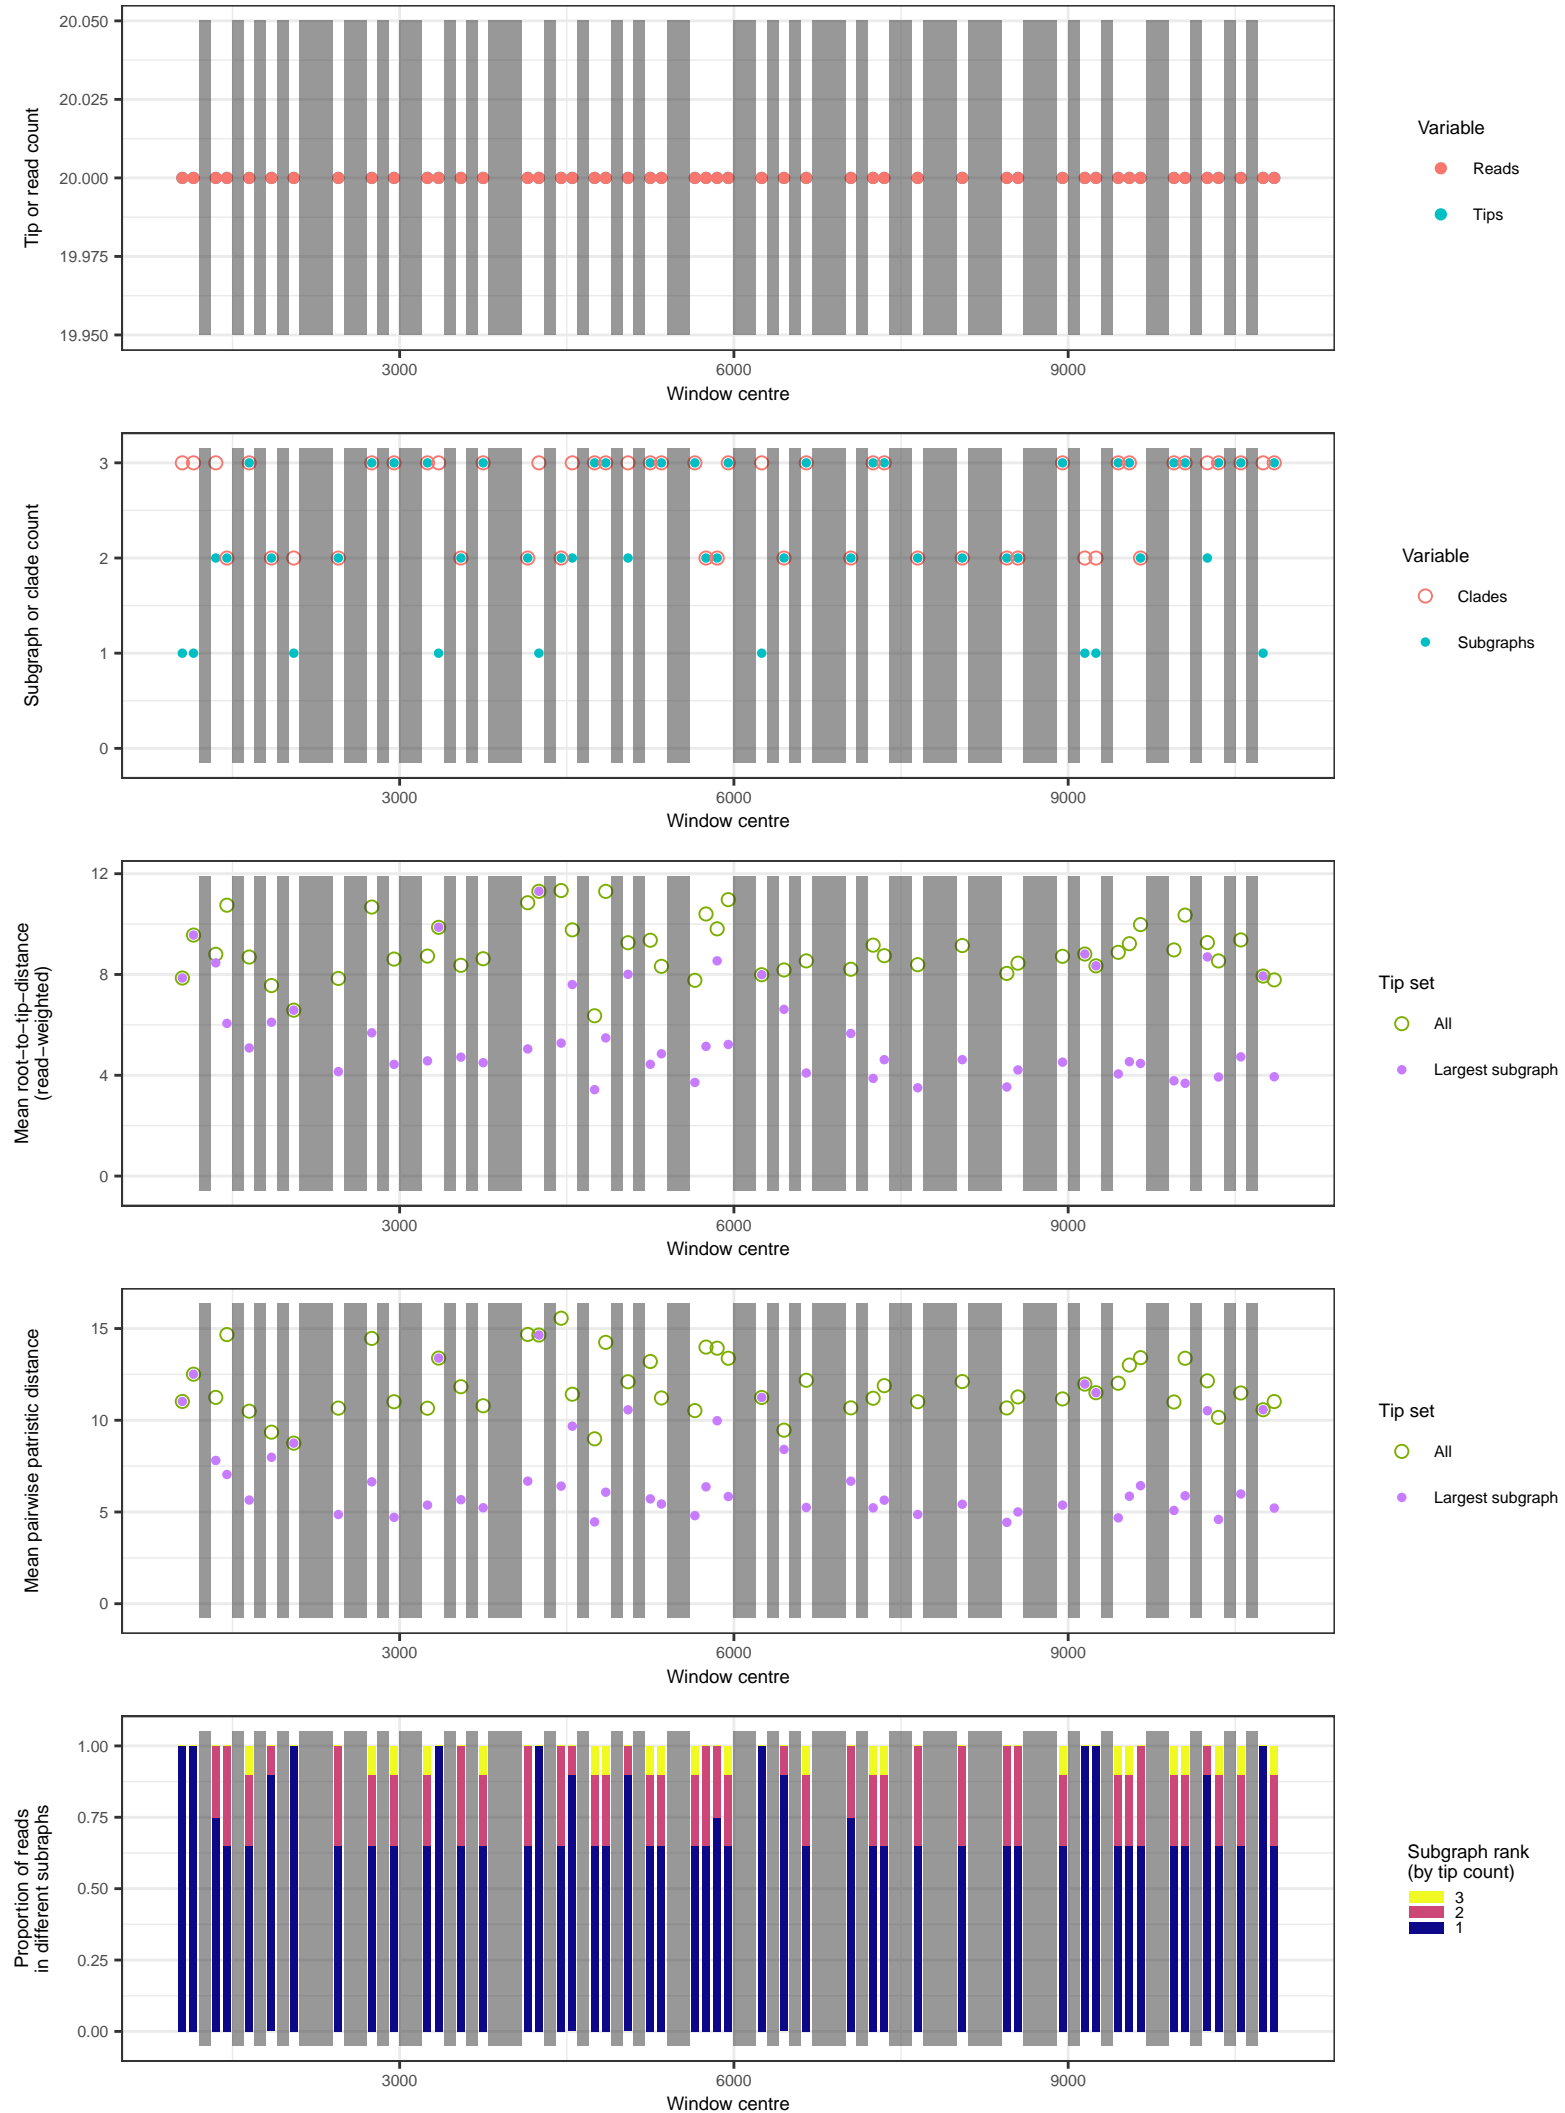 20.050
20.025
20.000
19.975
19.950
Tip or read count
3000
6000
9000
Window centre
Variable
Reads
Tips
3
2
1
0
Subgraph or clade count
3000
6000
9000
Window centre
Variable
Clades
Subgraphs
12
8
4
0
Mean root−to−tip−distance
(read−weighted)
3000
6000
9000
Window centre
Tip set
All
Largest subgraph
15
10
5
0
Mean pairwise patristic distance
3000
6000
9000
Window centre
Tip set
All
Largest subgraph
1.00
0.75
0.50
0.25
0.00
Proportion of reads
in different subraphs
3000
6000
9000
Window centre
Subgraph rank
(by tip count)
3
2
1